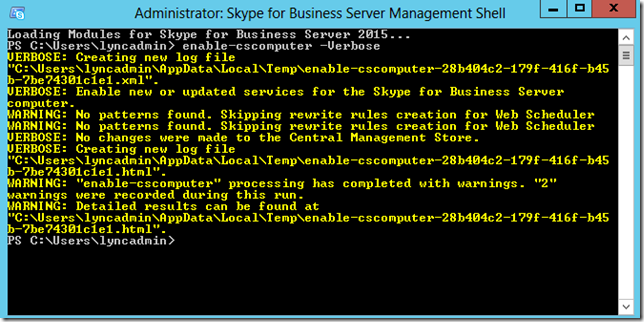 Administrator: Skype for Business Server Management Shell
Loading Modules for Skype for Business Server 2015...
PS C:\Users\lyncadmin> enable-cscomputer -Verbose
VERBOSE: Creating new log file
"C:\Users\lyncadmin\AppData\Local\Temp\enable-cscomputer-28b404c2-179f-416f-b45
b-7be74301c1e1.xml".
VERBOSE: Enable new or updated services for the Skype for Business Server
computer.
WARNING: No patterns found. Skipping rewrite rules creation for Web Scheduler
WARNING: No patterns found. Skipping rewrite rules creation for Web Scheduler
VERBOSE: No changes were made to the Central Management Store.
VERBOSE: Creating new log file
"C:\Users\lyncadmin\AppData\Local\Temp\enable-cscomputer-28b404c2-179f-416f-b45
b-7be74301c1e1.html".
WARNING: "enable-cscomputer" processing has completed with warnings. "2"
warnings were recorded during this run.
WARNING: Detailed results can be found at
"C:\Users\lyncadmin\AppData\Local\Temp\enable-cscomputer-28b404c2-179f-416f-b45
b-7be74301c1e1.html".
PS C:\Users\lyncadmin>